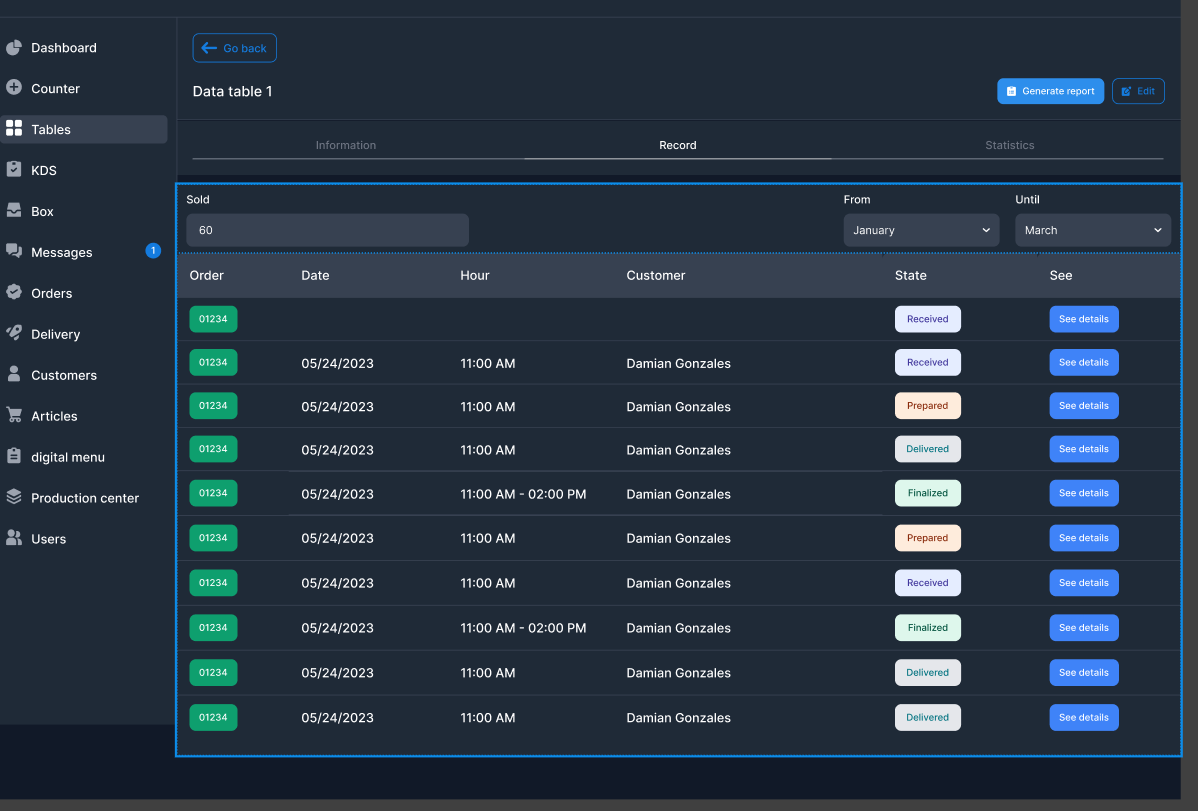 Go back
Data table 1
Generate report
Edit
Information
Record
Statistics
Dashboard
Counter
Tables
KDS
Box
Messages
1
Orders
Delivery
Customers
Articles
digital menu
Production center
Users
Sold
From
Until
60
January
March
Order Date Hour Customer State See
01234 Received See details
01234 05/24/2023 11:00 AM Damian Gonzales Received See details
01234 05/24/2023 11:00 AM Damian Gonzales Prepared See details
01234 05/24/2023 11:00 AM Damian Gonzales Delivered See details
01234 05/24/2023 11:00 AM - 02:00 PM Damian Gonzales Finalized See details
01234 05/24/2023 11:00 AM Damian Gonzales Prepared See details
01234 05/24/2023 11:00 AM Damian Gonzales Received See details
01234 05/24/2023 11:00 AM - 02:00 PM Damian Gonzales Finalized See details
01234 05/24/2023 11:00 AM Damian Gonzales Delivered See details
01234 05/24/2023 11:00 AM Damian Gonzales Delivered See details